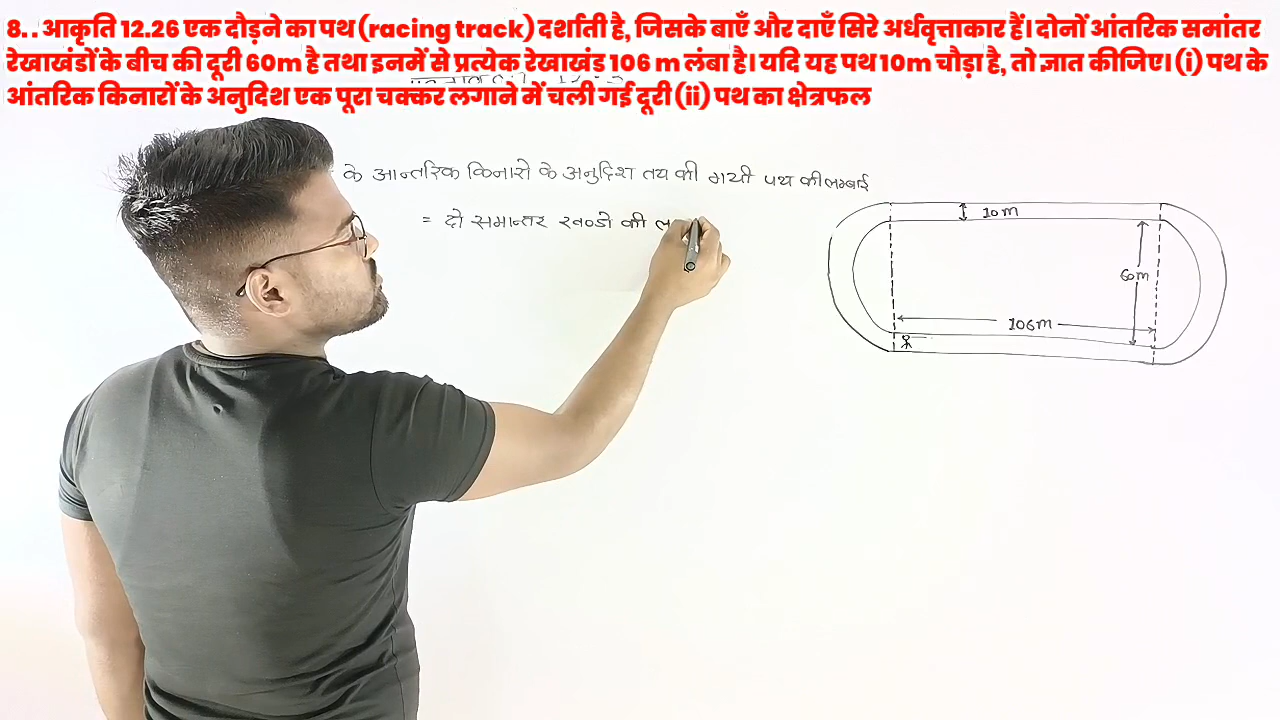 8. . आकृति 12.26 एक दौड़ने का पथ (racing track) दर्शाती है, जिसके बाएँ और दाएँ सिरे अर्धवृत्ताकार हैं। दोनों आंतरिक समांतर
रेखाखंडों के बीच की दूरी 60m है तथा इनमें से प्रत्येक रेखाखंड 106 m लंबा है। यदि यह पथ 10m चौड़ा है, तो ज्ञात कीजिए। (i) पथ के
आंतरिक किनारों के अनुदिश एक पूरा चक्कर लगाने में चली गई दूरी (ii) पथ का क्षेत्रफल
के आन्तरिक किनारो के अनुदिश तय की गयी पथ की लम्बाई
= दो समान्तर खण्डो की
10m
60m
106m